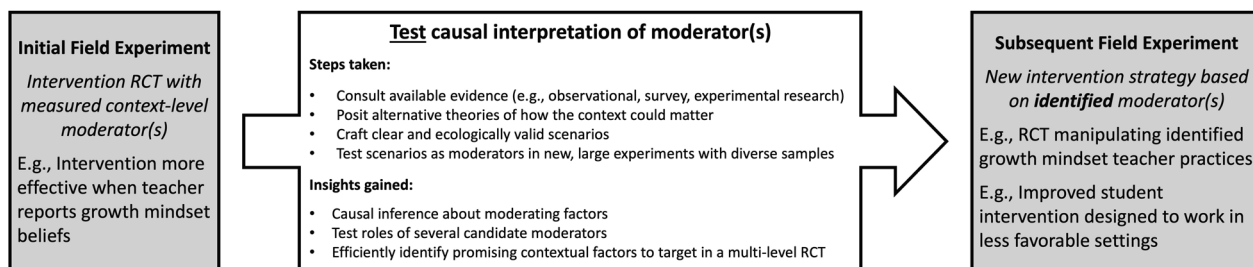 Initial Field Experiment
Intervention RCT with
measured context-level
moderator(s)
E.g., Intervention more
effective when teacher
reports growth mindset
beliefs
Test causal interpretation of moderator(s)
Steps taken:
• Consult available evidence (e.g., observational, survey, experimental research)
• Posit alternative theories of how the context could matter
• Craft clear and ecologically valid scenarios
• Test scenarios as moderators in new, large experiments with diverse samples
Insights gained:
• Causal inference about moderating factors
• Test roles of several candidate moderators
• Efficiently identify promising contextual factors to target in a multi-level RCT
Subsequent Field Experiment
New intervention strategy based
on identified moderator(s)
E.g., RCT manipulating identified
growth mindset teacher practices
E.g., Improved student
intervention designed to work in
less favorable settings